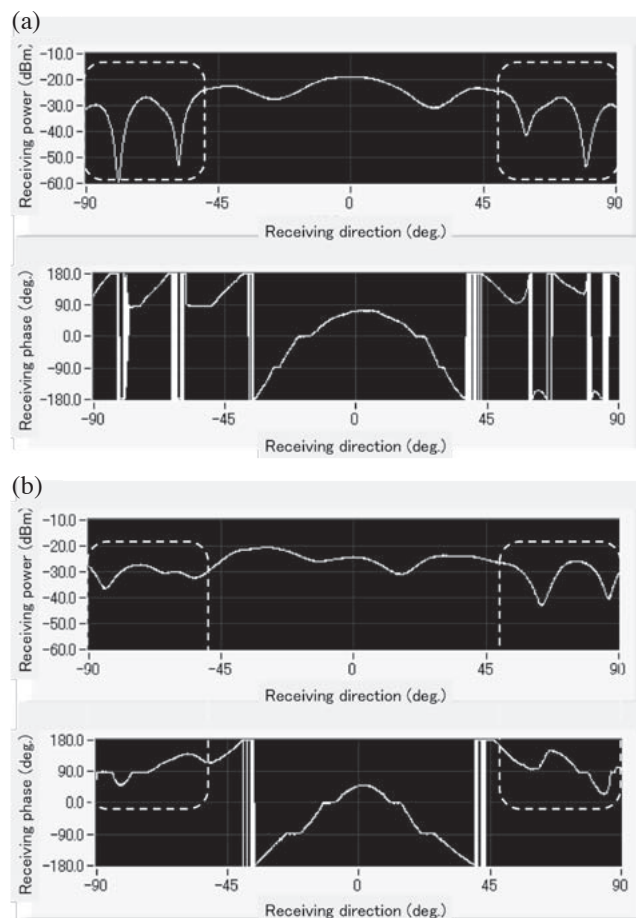 (a)
Receiving power (dBm)
-10.0
-20.0
-30.0
-40.0
-50.0
-60.0
-90 -45 0 45 90
Receiving direction (deg.)
Receiving phase (deg.)
180.0
90.0
0.0
-90.0
-180.0
-90 -45 0 45 90
Receiving direction (deg.)
(b)
Receiving power (dBm)
-10.0
-20.0
-30.0
-40.0
-50.0
-60.0
-90 -45 0 45 90
Receiving direction (deg.)
Receiving phase (deg.)
180.0
90.0
0.0
-90.0
-180.0
-90 -45 0 45 90
Receiving direction (deg.)